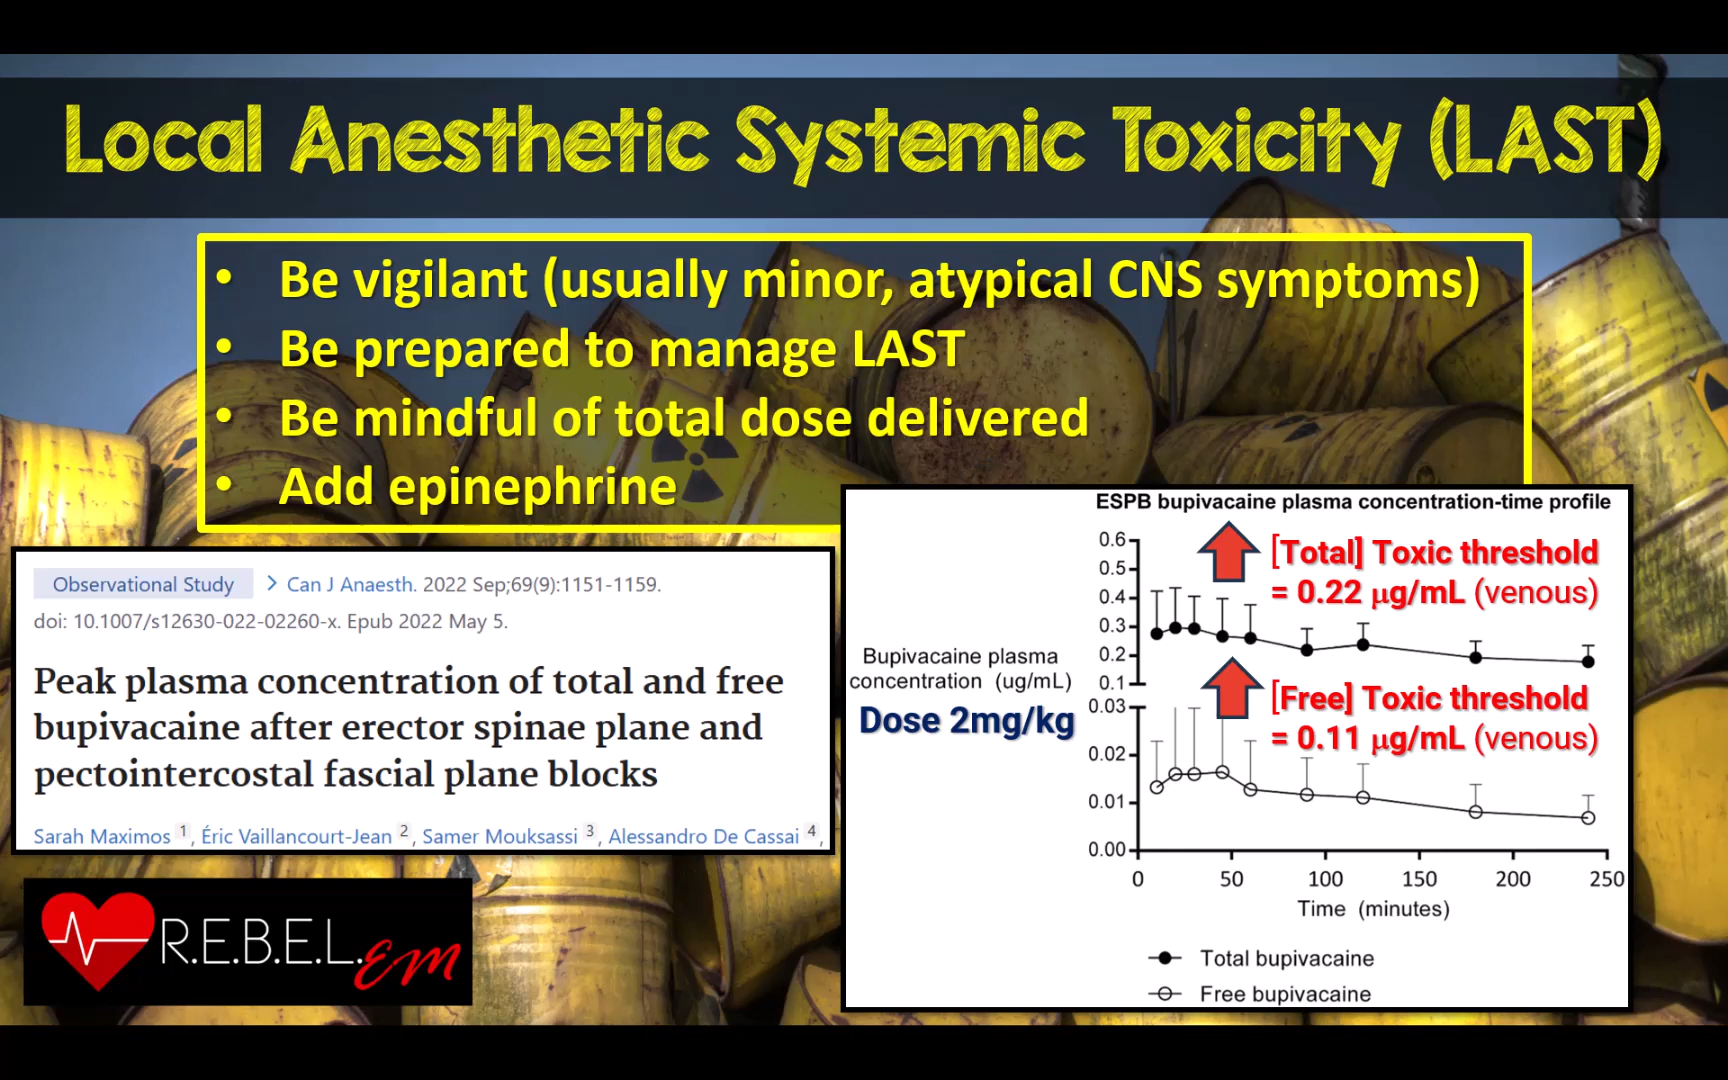 Local Anesthetic Systemic Toxicity (LAST)
• Be vigilant (usually minor, atypical CNS symptoms)
• Be prepared to manage LAST
• Be mindful of total dose delivered
• Add epinephrine
Observational Study > Can J Anaesth. 2022 Sep;69(9):1151-1159.
doi: 10.1007/s12630-022-02260-x. Epub 2022 May 5.
Peak plasma concentration of total and free
bupivacaine after erector spinae plane and
pectointercostal fascial plane blocks
Sarah Maximos 1, Éric Vaillancourt-Jean 2, Samer Mouksassi 3, Alessandro De Cassai 4,
R.E.B.E.L.EM
ESPB bupivacaine plasma concentration-time profile
[Total] Toxic threshold
= 0.22 µg/mL (venous)
[Free] Toxic threshold
= 0.11 µg/mL (venous)
Bupivacaine plasma
concentration (ug/mL)
Dose 2mg/kg
0.6
0.5
0.4
0.3
0.2
0.1
0.03
0.02
0.01
0.00
0 50 100 150 200 250
Time (minutes)
Total bupivacaine
Free bupivacaine